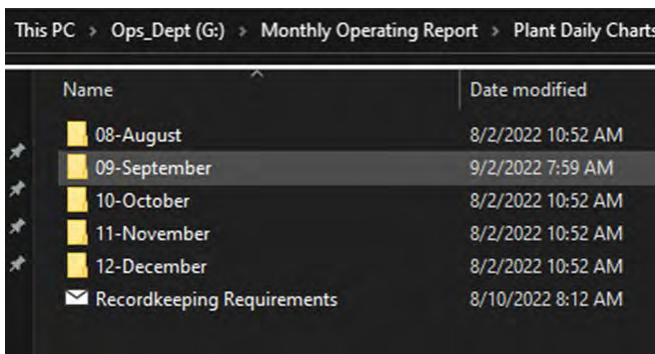 This PC > Ops_Dept (G:) > Monthly Operating Report > Plant Daily Charts
Name Date modified
08-August 8/2/2022 10:52 AM
09-September 9/2/2022 7:59 AM
10-October 8/2/2022 10:52 AM
11-November 8/2/2022 10:52 AM
12-December 8/2/2022 10:52 AM
Recordkeeping Requirements 8/10/2022 8:12 AM